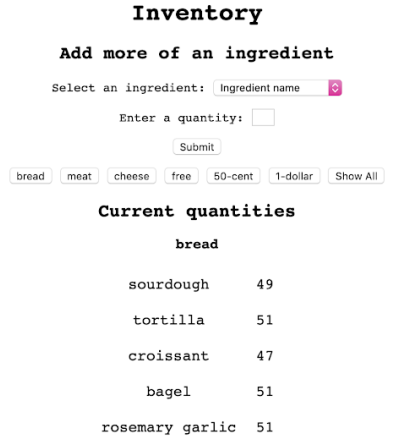 Inventory
Add more of an ingredient
Select an ingredient: Ingredient name
Enter a quantity:
Submit
bread meat cheese free 50-cent 1-dollar Show All
Current quantities
bread
sourdough 49
tortilla 51
croissant 47
bagel 51
rosemary garlic 51